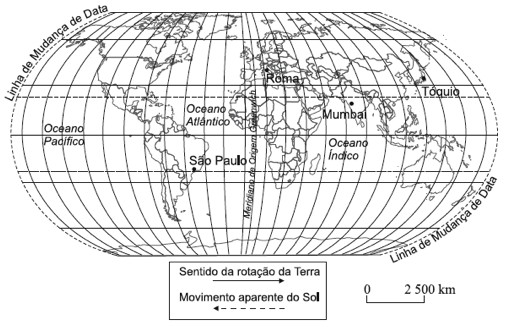 Linha de Mudança de Data
Roma
Tóquio
Oceano
Atlântico
Mumbai
Oceano
Pacífico
Meridiano de Origem Greenwich
Oceano
Índico
São Paulo
Linha de Mudança de Data
Sentido da rotação da Terra
Movimento aparente do Sol
0 2 500 km